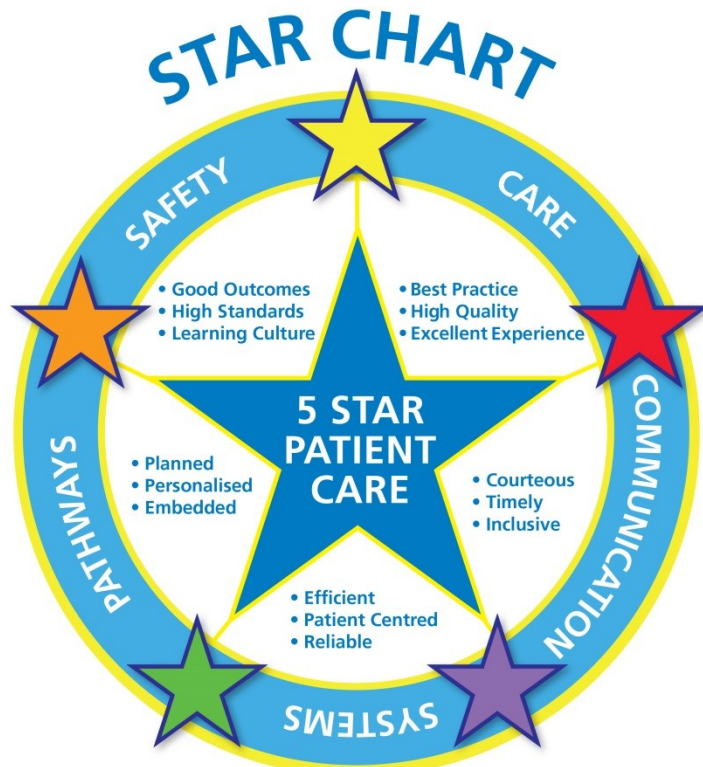 STAR CHART
SAFETY
CARE
• Good Outcomes
• High Standards
• Learning Culture
• Best Practice
• High Quality
• Excellent Experience
5 STAR
PATIENT
CARE
PATHWAYS
• Planned
• Personalised
• Embedded
• Courteous
• Timely
• Inclusive
COMMUNICATION
• Efficient
• Patient Centred
• Reliable
SYSTEMS